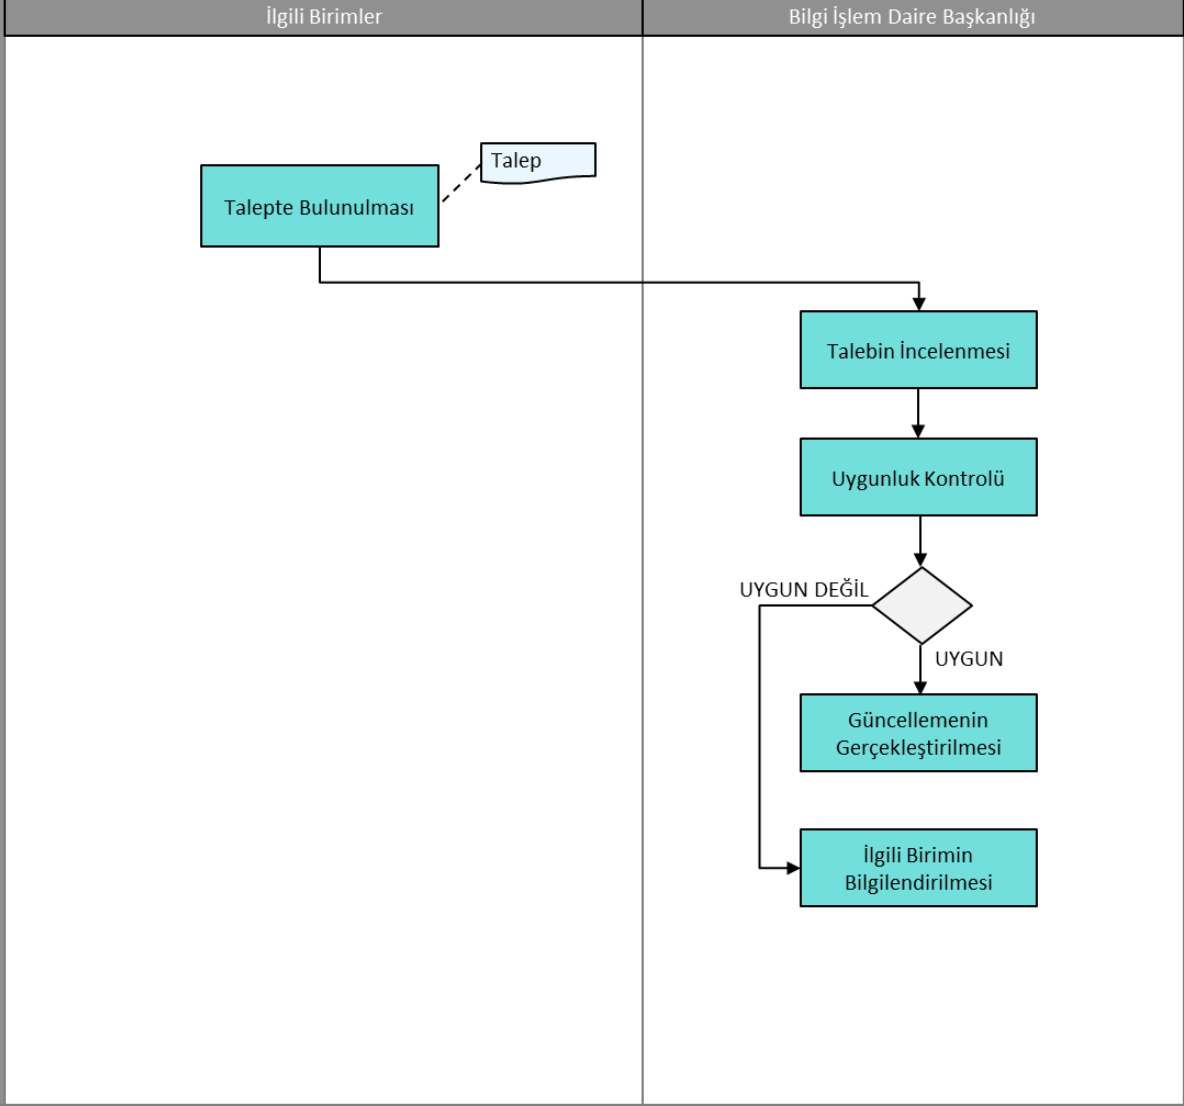 İlgili Birimler
Bilgi İşlem Daire Başkanlığı
Talep
Talepte Bulunulması
Talebin İncelenmesi
Uygunluk Kontrolü
UYGUN DEĞİL
UYGUN
Güncellemenin
Gerçekleştirilmesi
İlgili Birimin
Bilgilendirilmesi